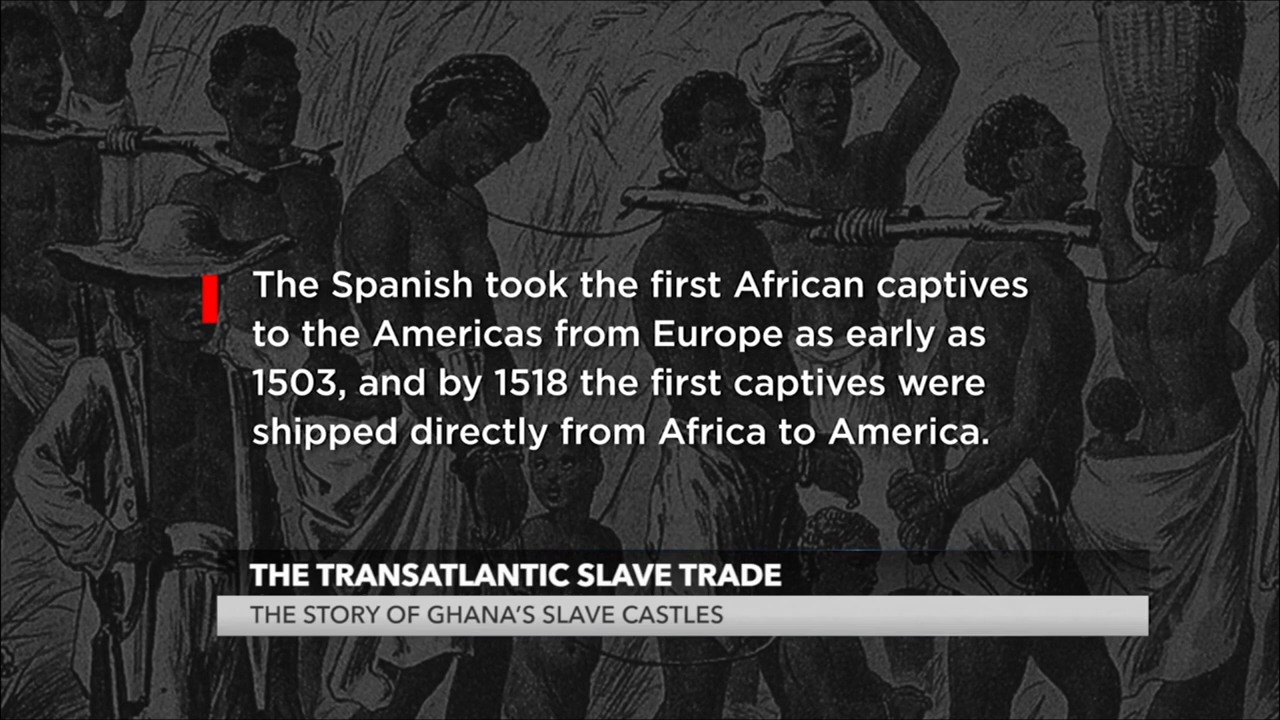 The Spanish took the first African captives
to the Americas from Europe as early as
1503, and by 1518 the first captives were
shipped directly from Africa to America.
THE TRANSATLANTIC SLAVE TRADE
THE STORY OF GHANA'S SLAVE CASTLES